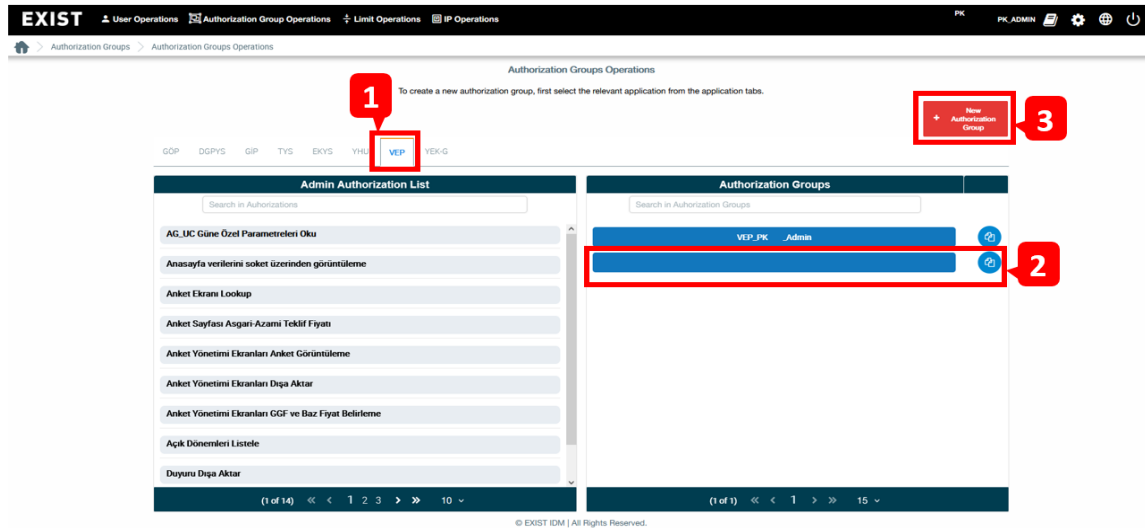 EXIST User Operations Authorization Group Operations Limit Operations IP Operations PK PK_ADMIN
Authorization Groups Authorization Groups Operations
Authorization Groups Operations
To create a new authorization group, first select the relevant application from the application tabs.
1
+ New Authorization Group
3
GÖP DGPYS GİP TYS EKYS YHU VEP YEK-G
Admin Authorization List
Search in Auhorizations
AG_UC Güne Özel Parametreleri Oku
Anasayfa verilerini soket üzerinden görüntüleme
Anket Ekranı Lookup
Anket Sayfası Asgari-Azami Teklif Fiyatı
Anket Yönetimi Ekranları Anket Görüntüleme
Anket Yönetimi Ekranları Dışa Aktar
Anket Yönetimi Ekranları GGF ve Baz Fiyat Belirleme
Açık Dönemleri Listele
Duyuru Dışa Aktar
(1 of 14) « < 1 2 3 > » 10
Authorization Groups
Search in Auhorization Groups
VEP_PK _Admin
2
(1 of 1) « < 1 > » 15
© EXIST IDM | All Rights Reserved.